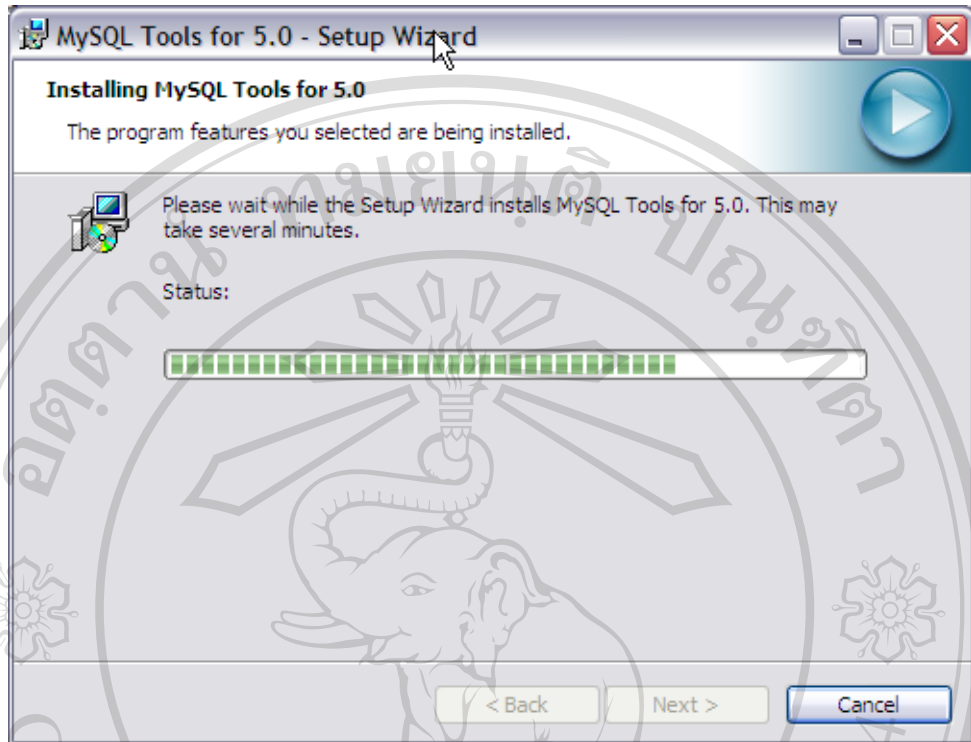 MySQL Tools for 5.0 - Setup Wizard
Installing MySQL Tools for 5.0
The program features you selected are being installed.
Please wait while the Setup Wizard installs MySQL Tools for 5.0. This may
take several minutes.
Status:
< Back
Next >
Cancel